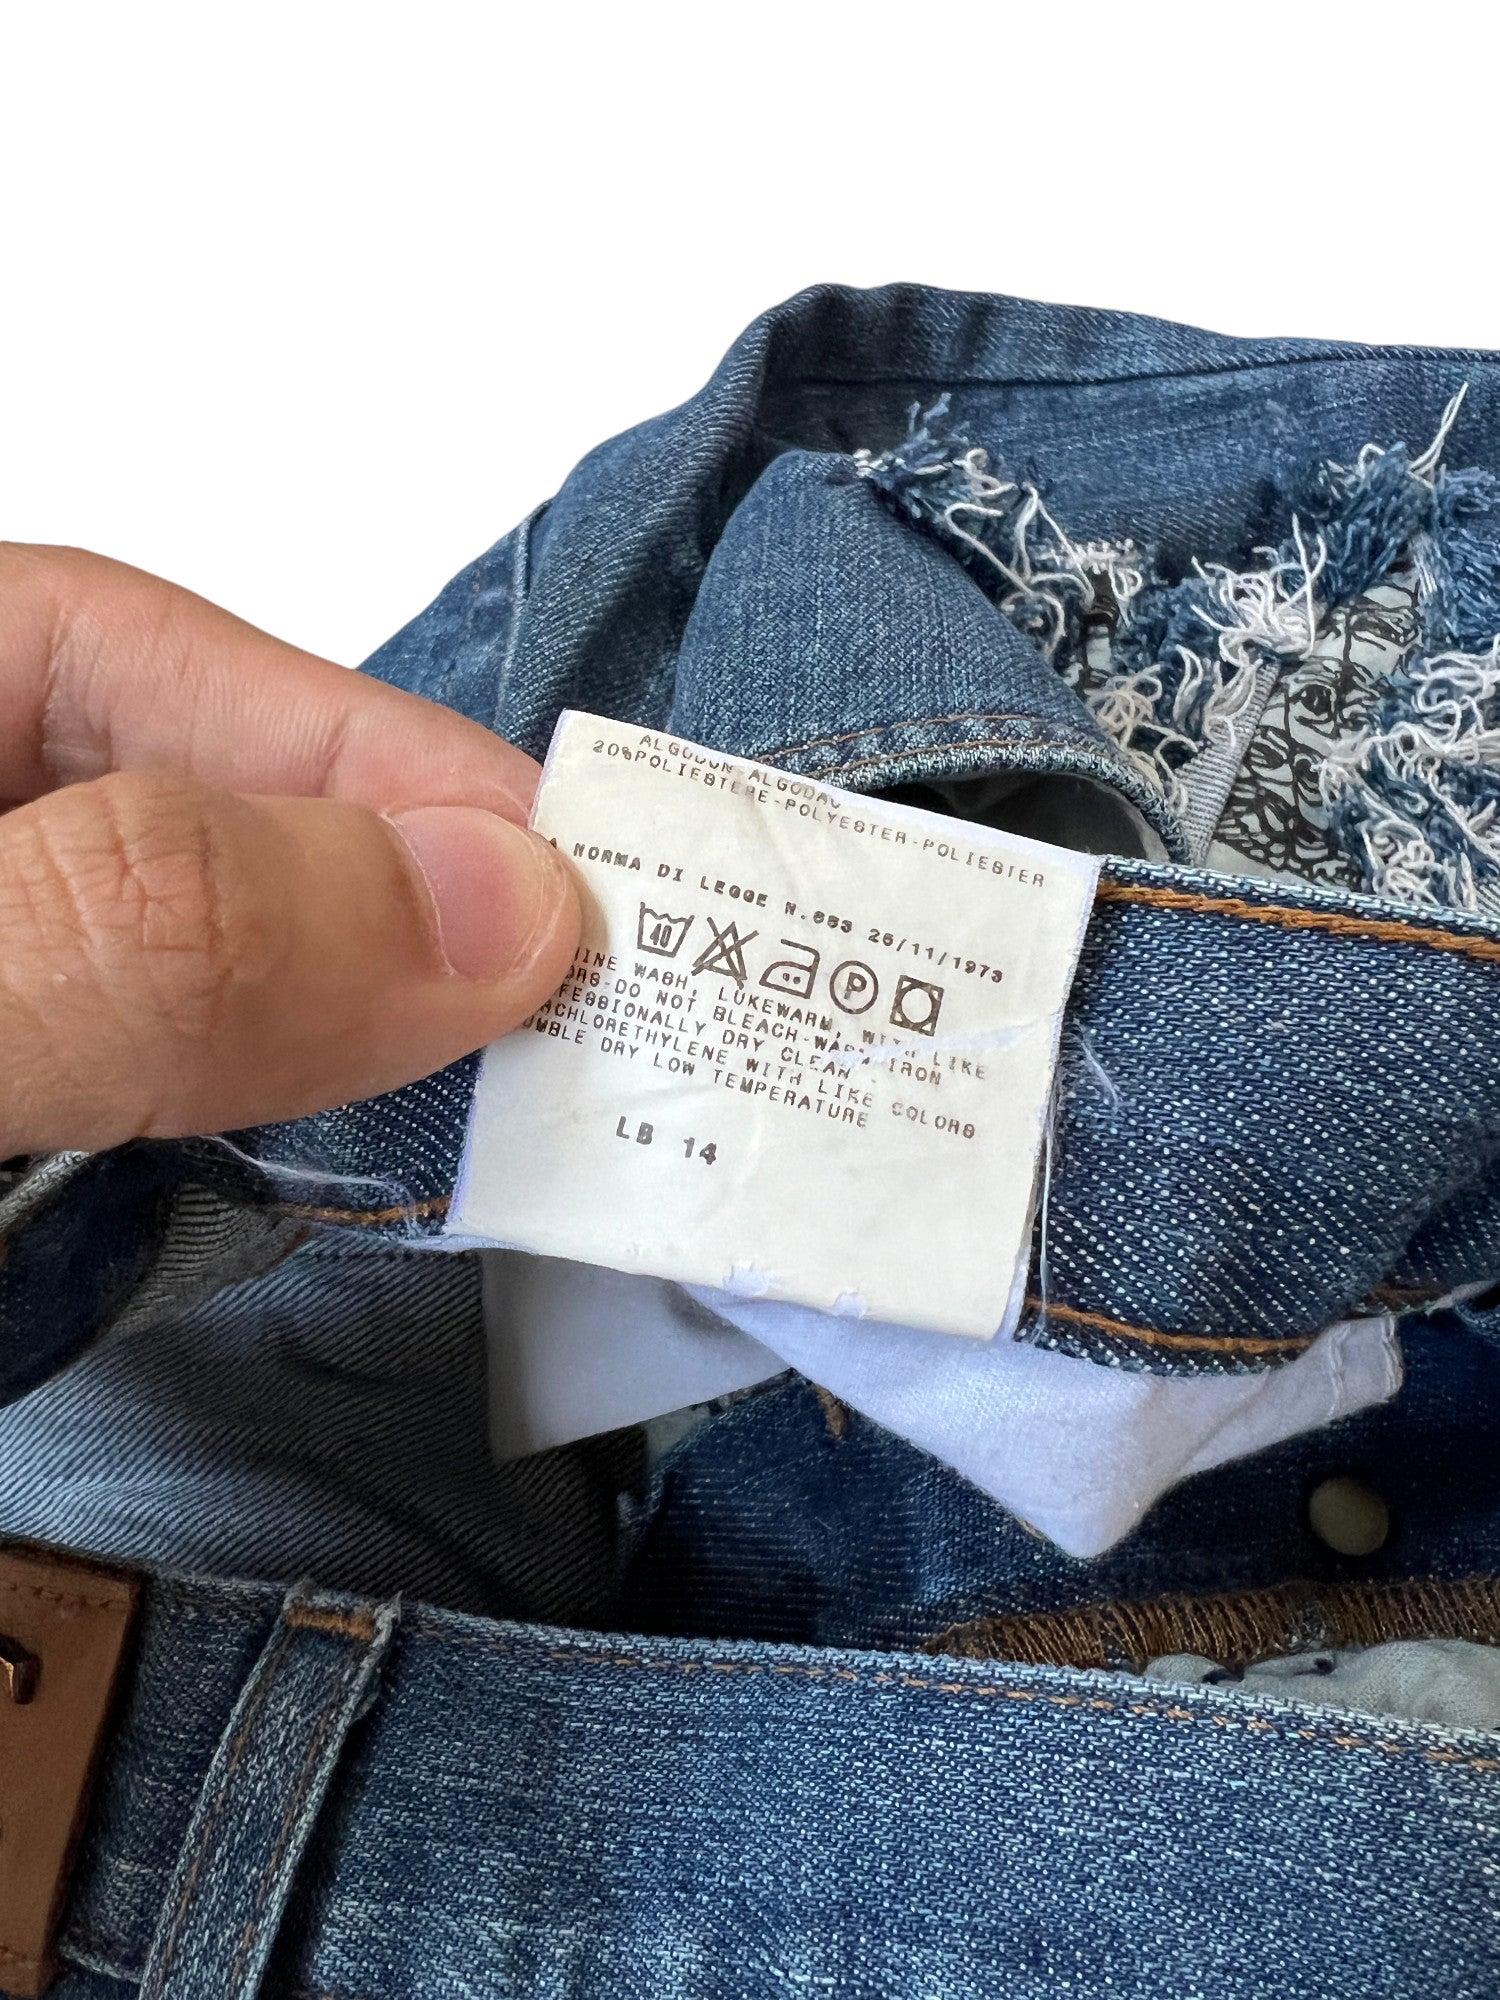 ALGODON-ALGODAO
20%POLIESTERE-POLYESTER-POLIESTER
A NORMA DI LEGGE N.883 26/11/1973
40
P
HINE WASH, LUKEWARM, WITH LIKE
ORS-DO NOT BLEACH-WARM IRON
FESSIONALLY DRY CLEAN
ACHLORETHYLENE WITH LIKE COLORS
UMBLE DRY LOW TEMPERATURE
LB 14